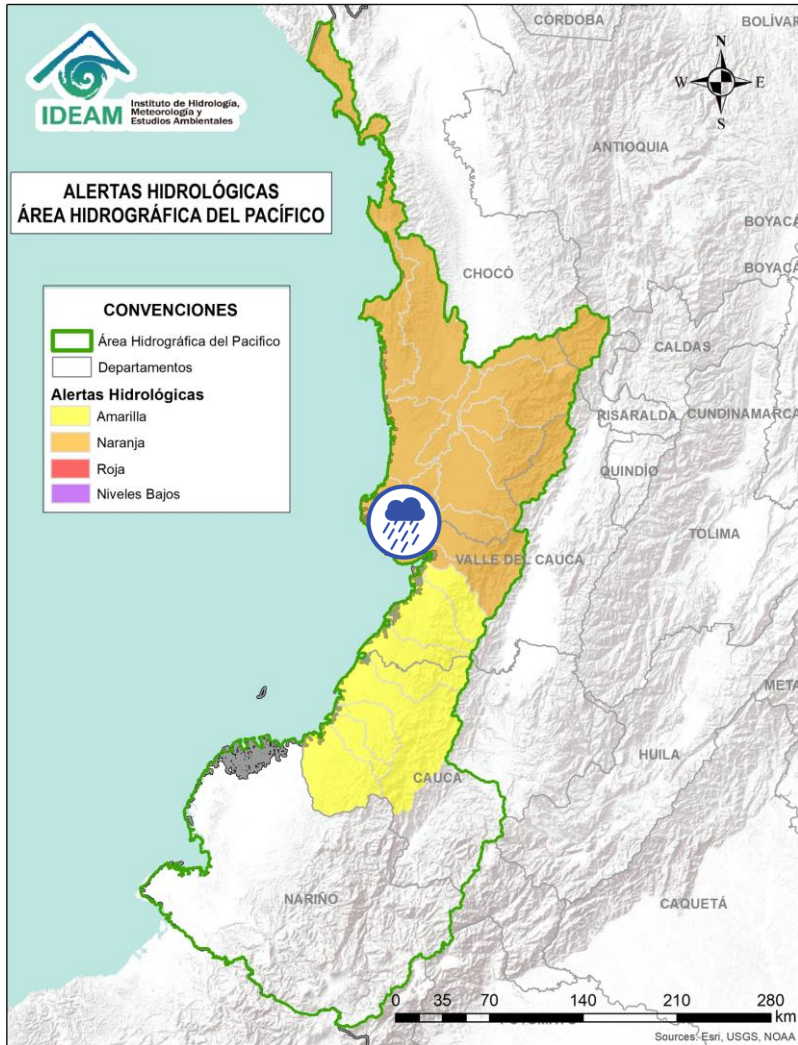 CÓRDOBA
BOLÍVAR
IDEAM
Instituto de Hidrología,
Meteorología y
Estudios Ambientales
N
W
E
S
ANTIOQUIA
ALERTAS HIDROLÓGICAS
ÁREA HIDROGRÁFICA DEL PACÍFICO
BOYACÁ
BOYACÁ
CHOCÓ
CONVENCIONES
Área Hidrográfica del Pacifico
Departamentos
Alertas Hidrológicas
Amarilla
Naranja
Roja
Niveles Bajos
CALDAS
RISARALDA
CUNDINAMARCA
QUINDÍO
TOLIMA
VALLE DEL CAUCA
META
HUILA
CAUCA
NARIÑO
CAQUETÁ
0 35 70 140 210 280
km
Sources: Esri, USGS, NOAA